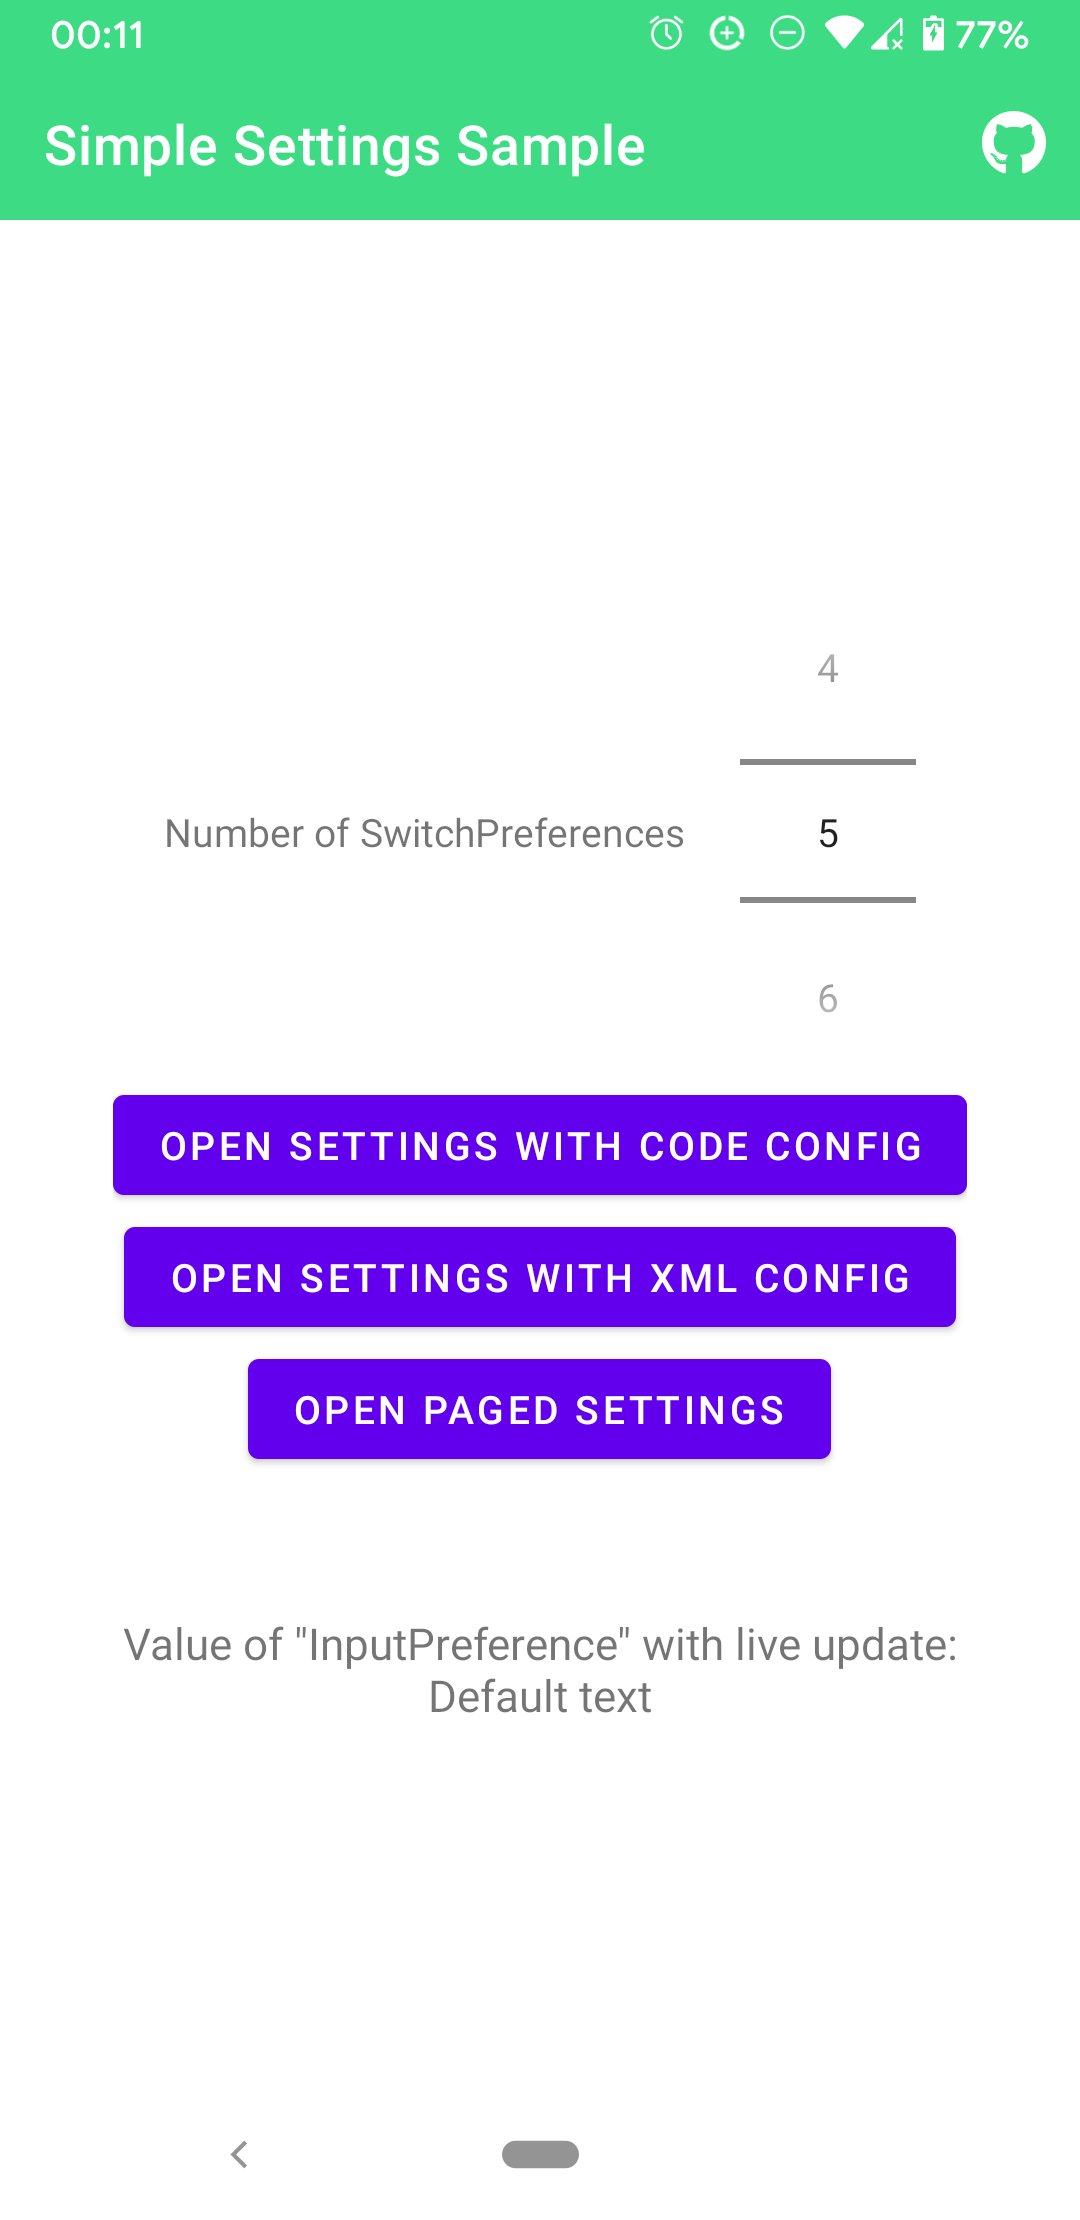 00:11
77%
Simple Settings Sample
4
Number of SwitchPreferences
5
6
OPEN SETTINGS WITH CODE CONFIG
OPEN SETTINGS WITH XML CONFIG
OPEN PAGED SETTINGS
Value of "InputPreference" with live update:
Default text